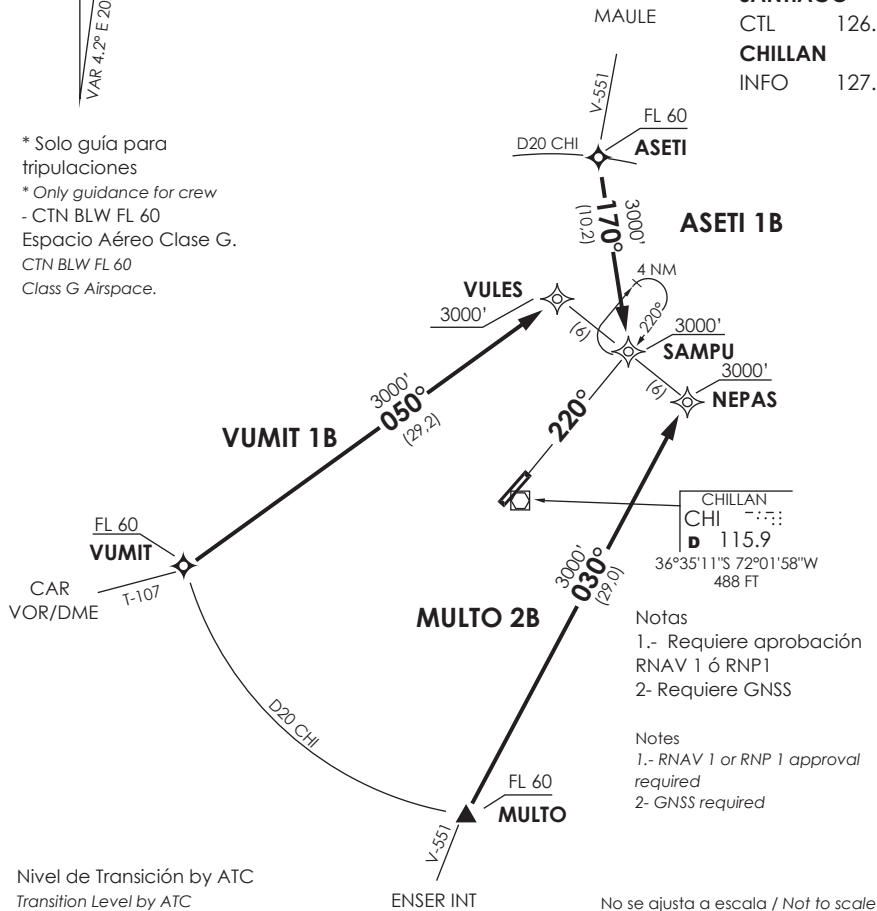 SANTIAGO
CTL 126.
CHILLAN
INFO 127.
VAR 4.2° E 20
MAULE
V-551
FL 60
D20 CHI
ASETI
* Solo guía para
tripulaciones
* Only guidance for crew
- CTN BLW FL 60
Espacio Aéreo Clase G.
CTN BLW FL 60
Class G Airspace.
3000'
170°
(10,2)
ASETI 1B
4 NM
220°
VULES
3000'
(6)
3000'
SAMPU
(6)
3000'
NEPAS
3000'
050°
(29,2)
VUMIT 1B
220°
FL 60
VUMIT
CAR
VOR/DME
T-107
CHILLAN
CHI
D 115.9
36°35'11"S 72°01'58"W
488 FT
3000'
030°
(29,0)
MULTO 2B
D20 CHI
Notas
1.- Requiere aprobación
RNAV 1 ó RNP1
2- Requiere GNSS
Notes
1.- RNAV 1 or RNP 1 approval
required
2- GNSS required
FL 60
MULTO
V-551
ENSER INT
Nivel de Transición by ATC
Transition Level by ATC
No se ajusta a escala / Not to scale